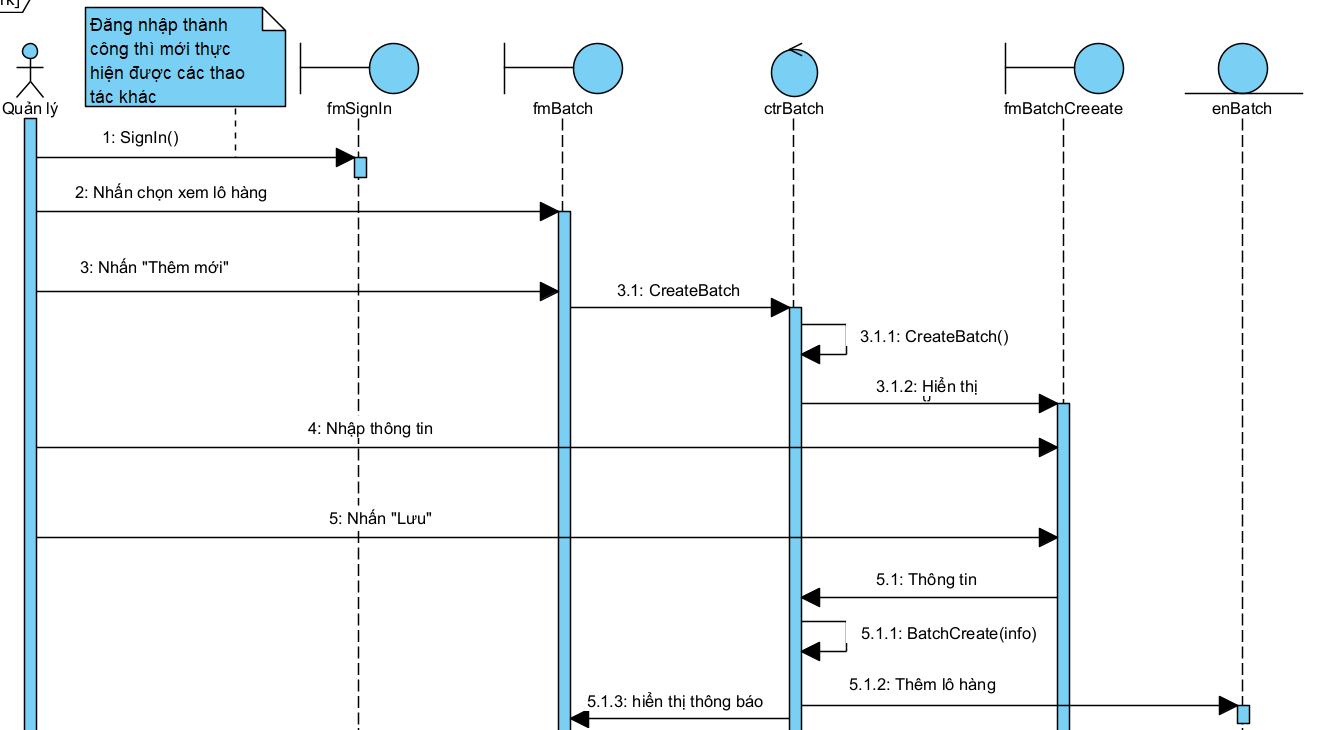 rk]
Đăng nhập thành
công thì mới thực
hiện được các thao
tác khác
Quản lý
fmSignIn
fmBatch
ctrBatch
fmBatchCreeate
enBatch
1: SignIn()
2: Nhấn chọn xem lô hàng
3: Nhấn "Thêm mới"
3.1: CreateBatch
3.1.1: CreateBatch()
3.1.2: Hiển thị
4: Nhập thông tin
5: Nhấn "Lưu"
5.1: Thông tin
5.1.1: BatchCreate(info)
5.1.2: Thêm lô hàng
5.1.3: hiển thị thông báo